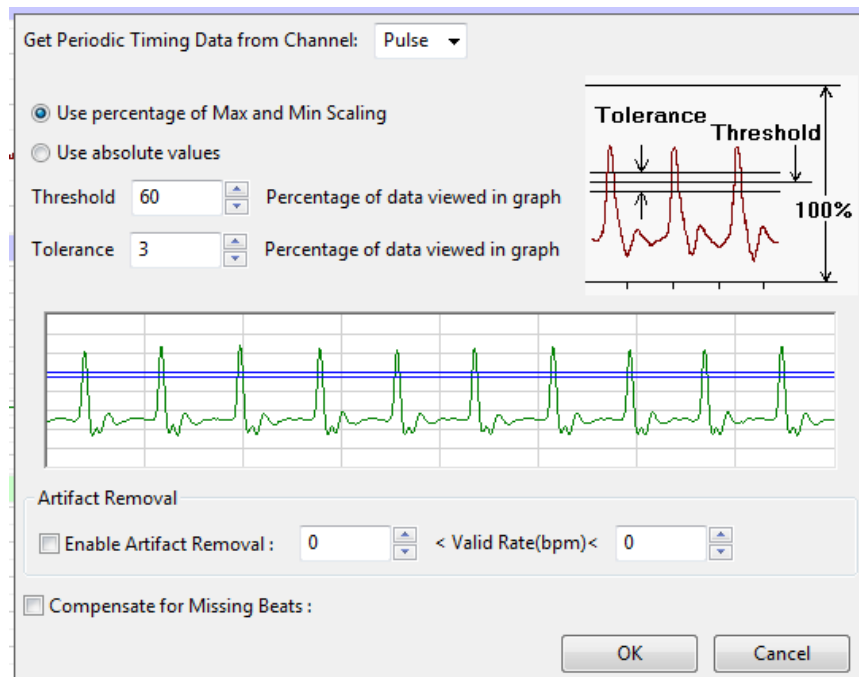 Get Periodic Timing Data from Channel: Pulse
Use percentage of Max and Min Scaling
Use absolute values
Threshold 60 Percentage of data viewed in graph
Tolerance 3 Percentage of data viewed in graph
Tolerance
Threshold
100%
Artifact Removal
Enable Artifact Removal : 0 < Valid Rate(bpm)< 0
Compensate for Missing Beats :
OK Cancel